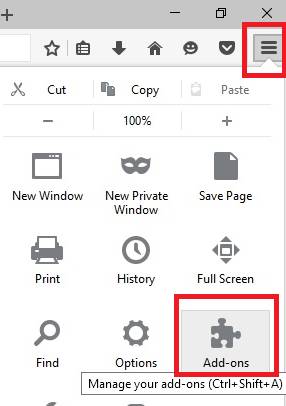 Cut Copy Paste
100%
New Window New Private Window Save Page
Print History Full Screen
Find Options Add-ons
Manage your add-ons (Ctrl+Shift+A)